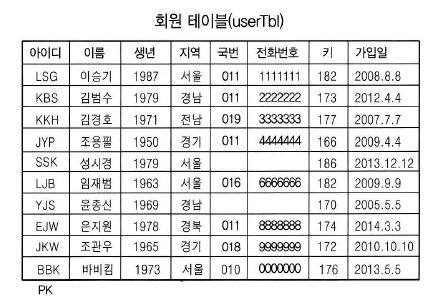 회원 테이블(userTbl)
아이디 이름 생년 지역 국번 전화번호 키 가입일
LSG 이승기 1987 서울 011 1111111 182 2008.8.8
KBS 김범수 1979 경남 011 2222222 173 2012.4.4
KKH 김경호 1971 전남 019 3333333 177 2007.7.7
JYP 조용필 1950 경기 011 4444444 166 2009.4.4
SSK 성시경 1979 서울 186 2013.12.12
LJB 임재범 1963 서울 016 6666666 182 2009.9.9
YJS 윤종신 1969 경남 170 2005.5.5
EJW 은지원 1978 경북 011 8888888 174 2014.3.3
JKW 조관우 1965 경기 018 9999999 172 2010.10.10
BBK 바비킴 1973 서울 010 0000000 176 2013.5.5
PK